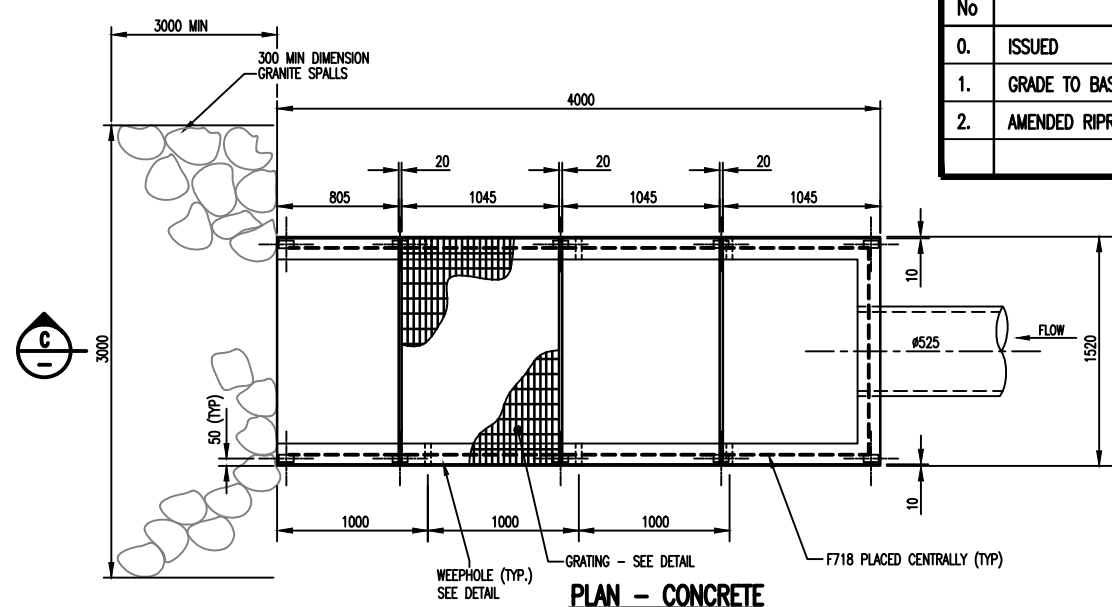 No
0. ISSUED
1. GRADE TO BAS
2. AMENDED RIPR
3000 MIN
300 MIN DIMENSION
GRANITE SPALLS
4000
20
20
20
805
1045
1045
1045
10
C
-
3000
ø525
FLOW
1520
50 (TYP)
10
1000
1000
1000
WEEPHOLE (TYP.)
SEE DETAIL
GRATING - SEE DETAIL
F718 PLACED CENTRALLY (TYP)
PLAN - CONCRETE